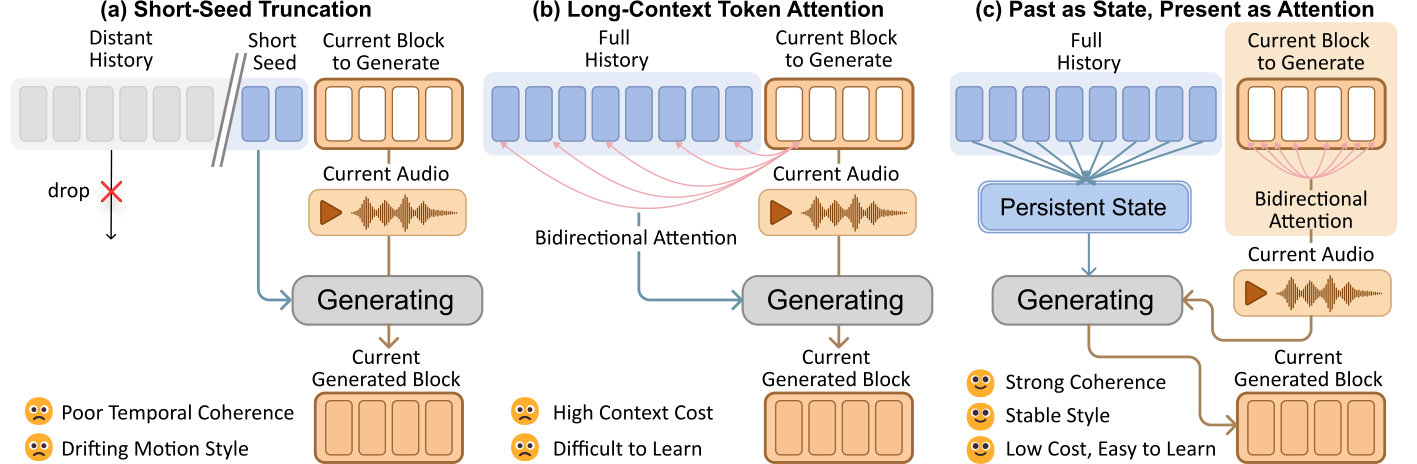 (a) Short-Seed Truncation
Distant
History
Short
Seed
Current Block
to Generate
drop
Current Audio
Generating
Current
Generated Block
Poor Temporal Coherence
Drifting Motion Style
(b) Long-Context Token Attention
Full
History
Current Block
to Generate
Current Audio
Bidirectional Attention
Generating
Current
Generated Block
High Context Cost
Difficult to Learn
(c) Past as State, Present as Attention
Full
History
Current Block
to Generate
Persistent State
Bidirectional
Attention
Current Audio
Generating
Current
Generated Block
Strong Coherence
Stable Style
Low Cost, Easy to Learn